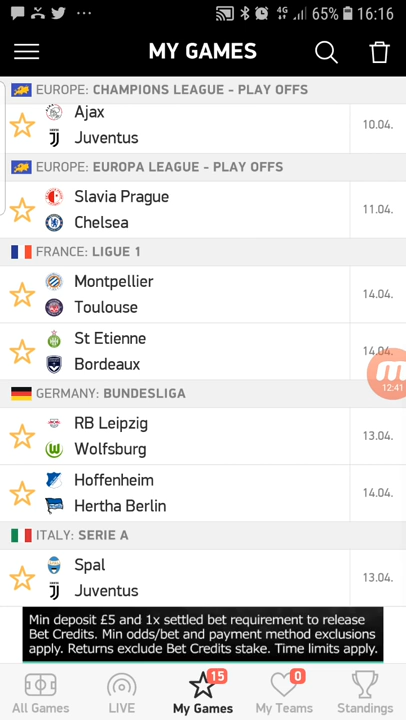 4G 65% 16:16
MY GAMES
EUROPE: CHAMPIONS LEAGUE - PLAY OFFS
Ajax
Juventus
10.04.
EUROPE: EUROPA LEAGUE - PLAY OFFS
Slavia Prague
Chelsea
11.04.
FRANCE: LIGUE 1
Montpellier
Toulouse
14.04.
St Etienne
Bordeaux
14.04.
12:41
GERMANY: BUNDESLIGA
RB Leipzig
Wolfsburg
13.04.
Hoffenheim
Hertha Berlin
14.04.
ITALY: SERIE A
Spal
Juventus
13.04.
Min deposit £5 and 1x settled bet requirement to release
Bet Credits. Min odds/bet and payment method exclusions
apply. Returns exclude Bet Credits stake. Time limits apply.
15 0
All Games LIVE My Games My Teams Standings